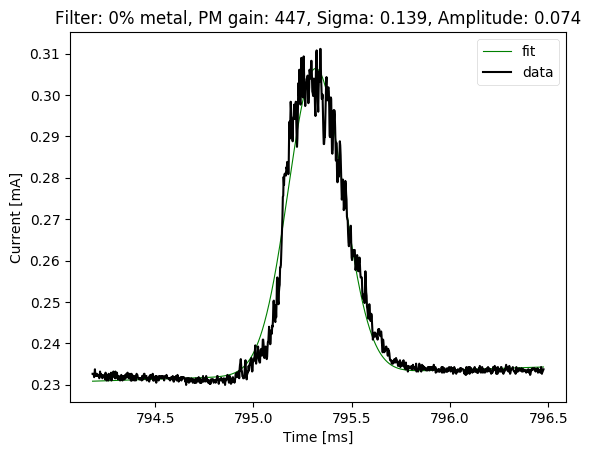 Filter: 0% metal, PM gain: 447, Sigma: 0.139, Amplitude: 0.074
fit
data
0.31
0.30
0.29
0.28
0.27
0.26
0.25
0.24
0.23
Current [mA]
794.5
795.0
795.5
796.0
796.5
Time [ms]